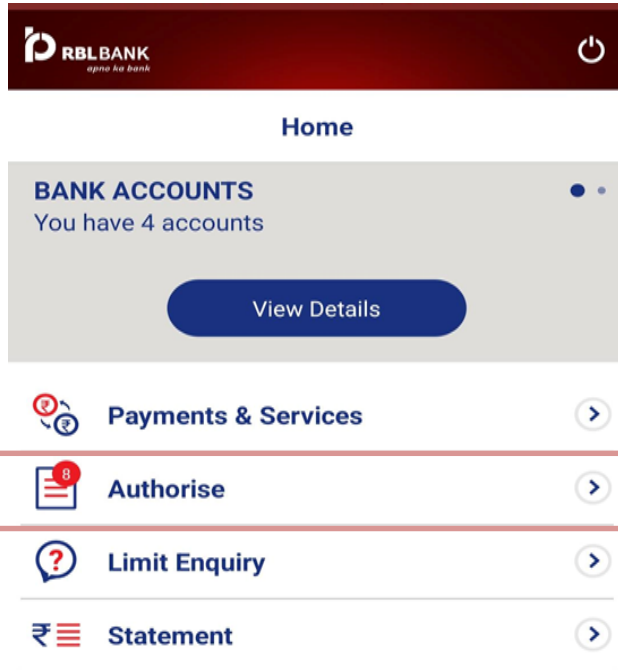 RBLBANK
apno ka bank
Home
BANK ACCOUNTS
You have 4 accounts
View Details
Payments & Services
8
Authorise
?
Limit Enquiry
₹
Statement